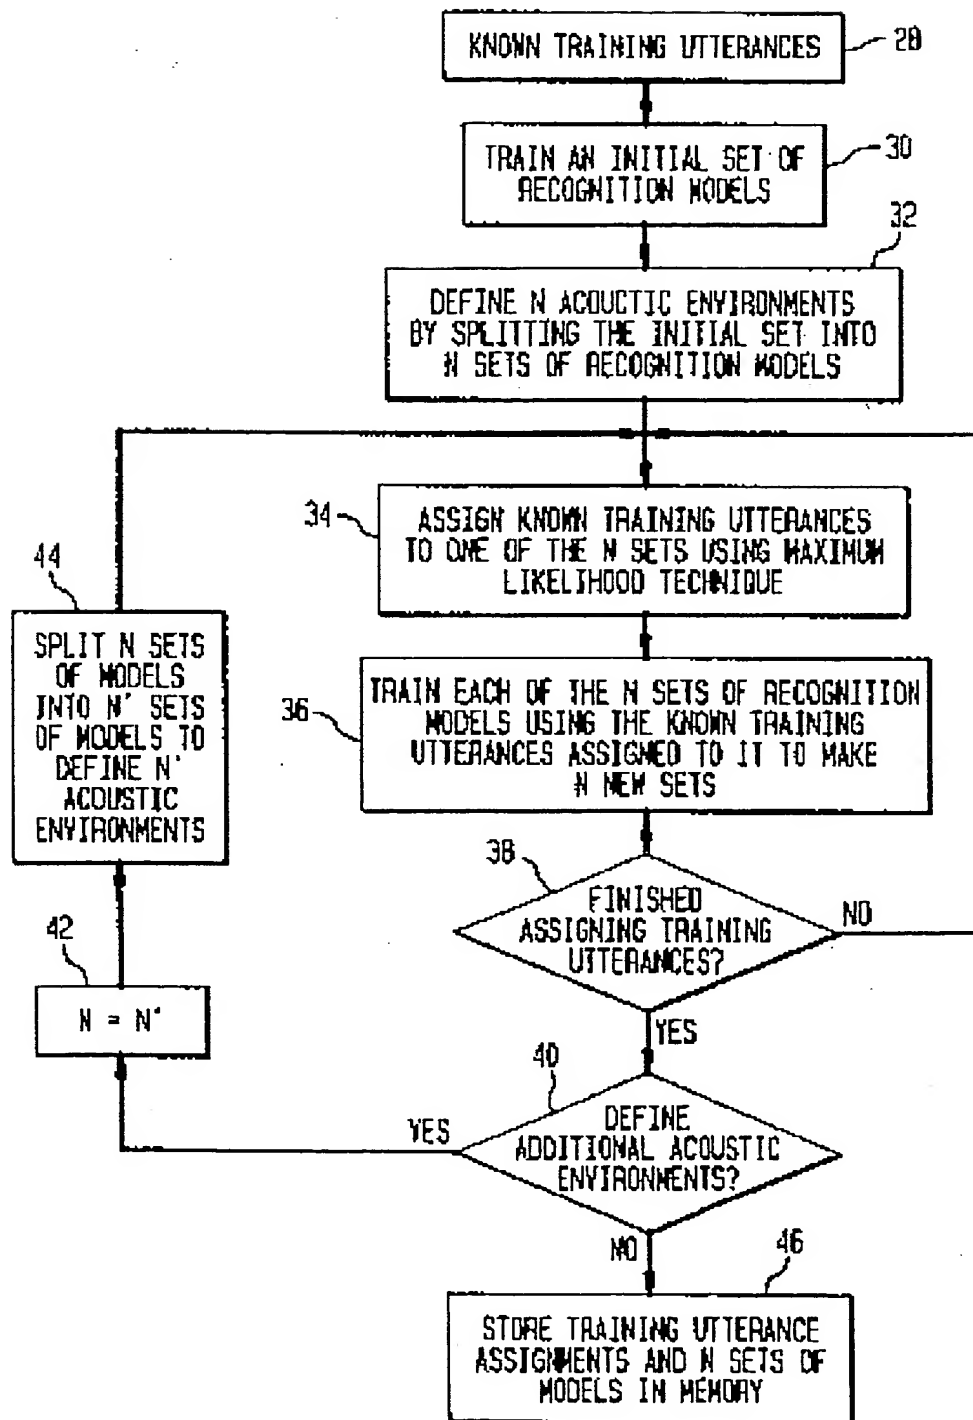 KNOWN TRAINING UTTERANCES
28
TRAIN AN INITIAL SET OF
RECOGNITION MODELS
30
32
DEFINE N ACOUCTIC ENVIRONMENTS
BY SPLITTING THE INITIAL SET INTO
N SETS OF RECOGNITION MODELS
34
ASSIGN KNOWN TRAINING UTTERANCES
TO ONE OF THE N SETS USING MAXIMUM
LIKELIHOOD TECHNIQUE
44
SPLIT N SETS
OF MODELS
INTO N' SETS
OF MODELS TO
DEFINE N'
ACOUSTIC
ENVIRONMENTS
36
TRAIN EACH OF THE N SETS OF RECOGNITION
MODELS USING THE KNOWN TRAINING
UTTERANCES ASSIGNED TO IT TO MAKE
N NEW SETS
38
FINISHED
ASSIGNING TRAINING
UTTERANCES?
NO
42
N = N'
YES
40
DEFINE
ADDITIONAL ACOUSTIC
ENVIRONMENTS?
YES
NO
46
STORE TRAINING UTTERANCE
ASSIGNMENTS AND N SETS OF
MODELS IN MEMORY